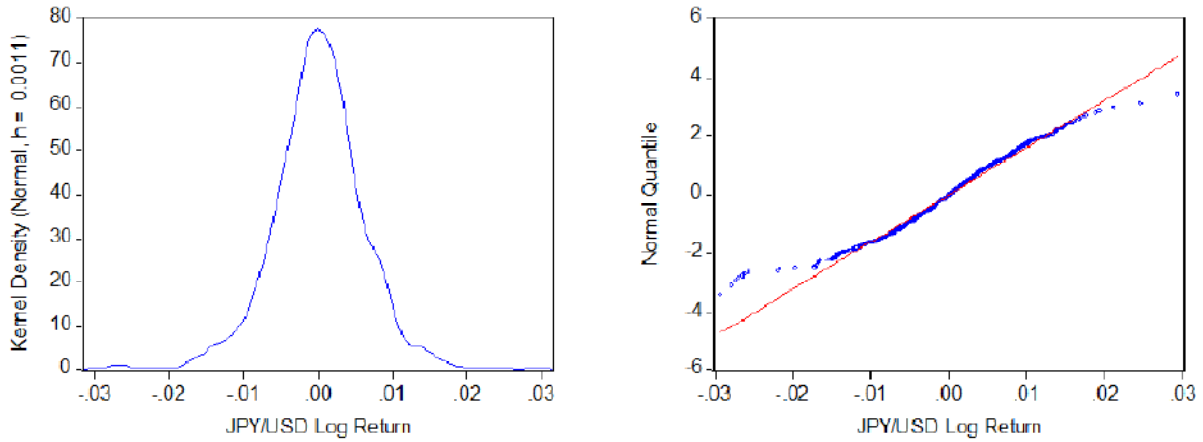 80
70
60
50
40
30
20
10
0
Kernel Density (Normal, h = 0.0011)
-.03 -.02 -.01 .00 .01 .02 .03
JPY/USD Log Return
6
4
2
0
-2
-4
-6
Normal Quantile
-.03 -.02 -.01 .00 .01 .02 .03
JPY/USD Log Return